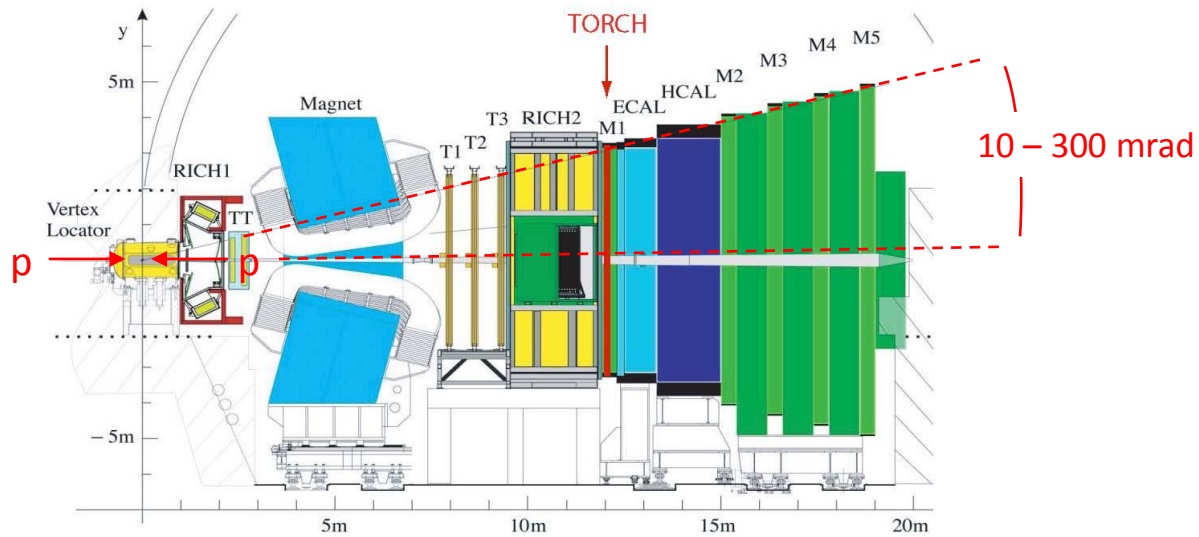 TORCH
y
5m
M5
M4
M3
M2
HCAL
ECAL
M1
Magnet
T3
T2
T1
RICH2
10 – 300 mrad
RICH1
Vertex
Locator
TT
p
p
– 5m
5m
10m
15m
20m